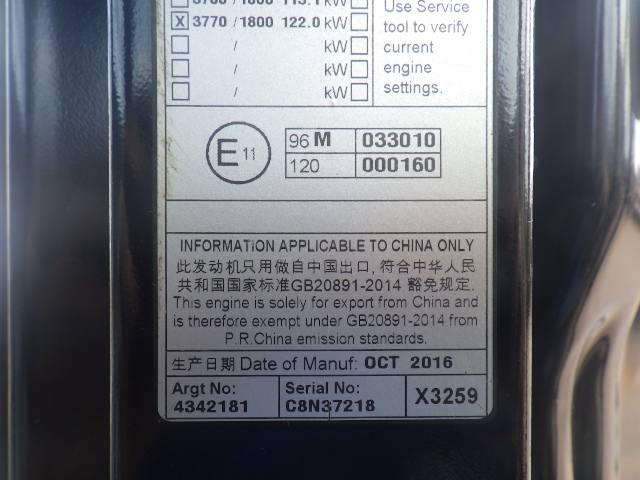 3700 / 1800 113.1 kW
X 3770 / 1800 122.0 kW
/ kW
/ kW
Use Service
tool to verify
current
engine
settings.
E 11
96 M 033010
120 000160
INFORMATION APPLICABLE TO CHINA ONLY
此发动机只用做自中国出口, 符合中华人民
共和国国家标准GB20891-2014 豁免规定.
This engine is solely for export from China and
is therefore exempt under GB20891-2014 from
P.R.China emission standards.
生产日期 Date of Manuf: OCT 2016
Argt No:
4342181
Serial No:
C8N37218
X3259